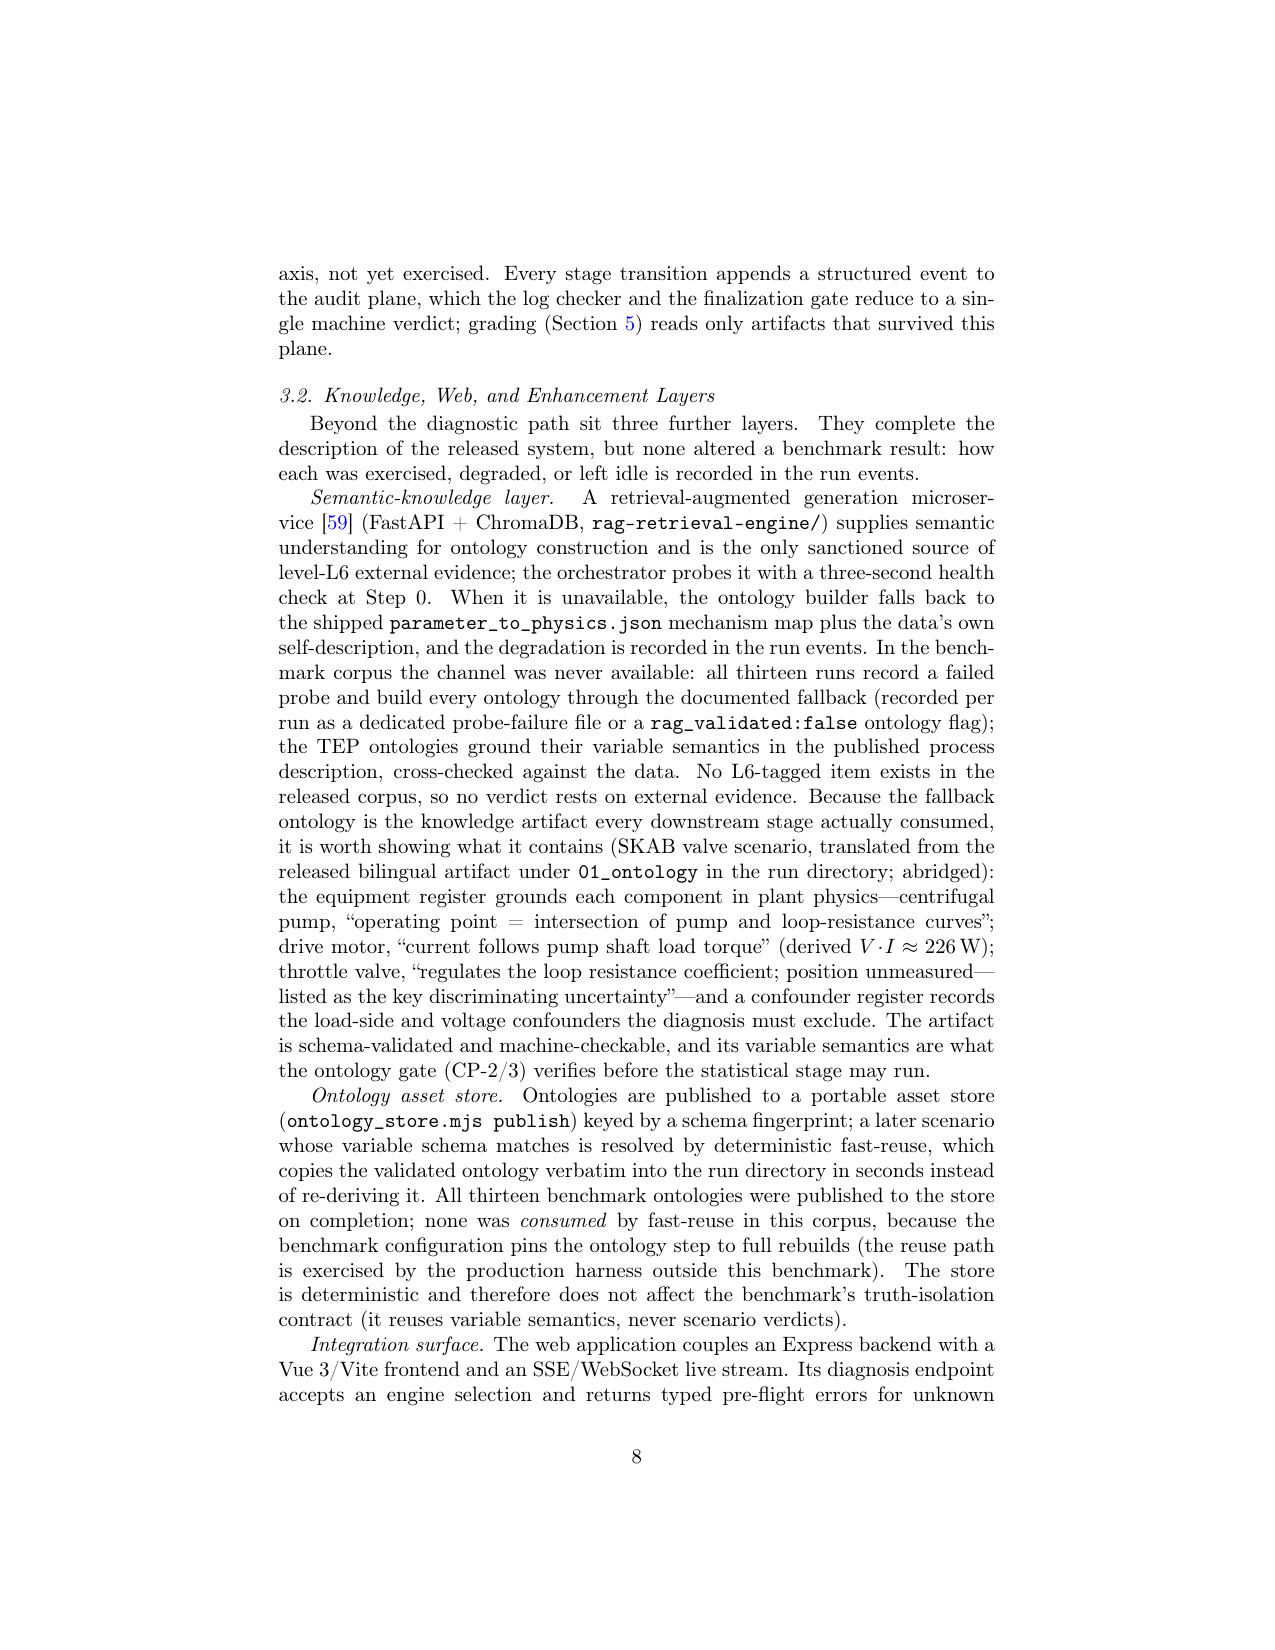 axis, not yet exercised. Every stage transition appends a structured event to
the audit plane, which the log checker and the finalization gate reduce to a sin-
gle machine verdict; grading (Section 5) reads only artifacts that survived this
plane.
3.2. Knowledge, Web, and Enhancement Layers
Beyond the diagnostic path sit three further layers. They complete the
description of the released system, but none altered a benchmark result: how
each was exercised, degraded, or left idle is recorded in the run events.
Semantic-knowledge layer. A retrieval-augmented generation microser-
vice [59] (FastAPI + ChromaDB, rag-retrieval-engine/) supplies semantic
understanding for ontology construction and is the only sanctioned source of
level-L6 external evidence; the orchestrator probes it with a three-second health
check at Step 0. When it is unavailable, the ontology builder falls back to
the shipped parameter_to_physics.json mechanism map plus the data's own
self-description, and the degradation is recorded in the run events. In the bench-
mark corpus the channel was never available: all thirteen runs record a failed
probe and build every ontology through the documented fallback (recorded per
run as a dedicated probe-failure file or a rag_validated:false ontology flag);
the TEP ontologies ground their variable semantics in the published process
description, cross-checked against the data. No L6-tagged item exists in the
released corpus, so no verdict rests on external evidence. Because the fallback
ontology is the knowledge artifact every downstream stage actually consumed,
it is worth showing what it contains (SKAB valve scenario, translated from the
released bilingual artifact under 01_ontology in the run directory; abridged):
the equipment register grounds each component in plant physics—centrifugal
pump, “operating point = intersection of pump and loop-resistance curves”;
drive motor, “current follows pump shaft load torque” (derived V·I ≈ 226 W);
throttle valve, “regulates the loop resistance coefficient; position unmeasured—
listed as the key discriminating uncertainty”—and a confounder register records
the load-side and voltage confounders the diagnosis must exclude. The artifact
is schema-validated and machine-checkable, and its variable semantics are what
the ontology gate (CP-2/3) verifies before the statistical stage may run.
Ontology asset store. Ontologies are published to a portable asset store
(ontology_store.mjs publish) keyed by a schema fingerprint; a later scenario
whose variable schema matches is resolved by deterministic fast-reuse, which
copies the validated ontology verbatim into the run directory in seconds instead
of re-deriving it. All thirteen benchmark ontologies were published to the store
on completion; none was consumed by fast-reuse in this corpus, because the
benchmark configuration pins the ontology step to full rebuilds (the reuse path
is exercised by the production harness outside this benchmark). The store
is deterministic and therefore does not affect the benchmark's truth-isolation
contract (it reuses variable semantics, never scenario verdicts).
Integration surface. The web application couples an Express backend with a
Vue 3/Vite frontend and an SSE/WebSocket live stream. Its diagnosis endpoint
accepts an engine selection and returns typed pre-flight errors for unknown
8